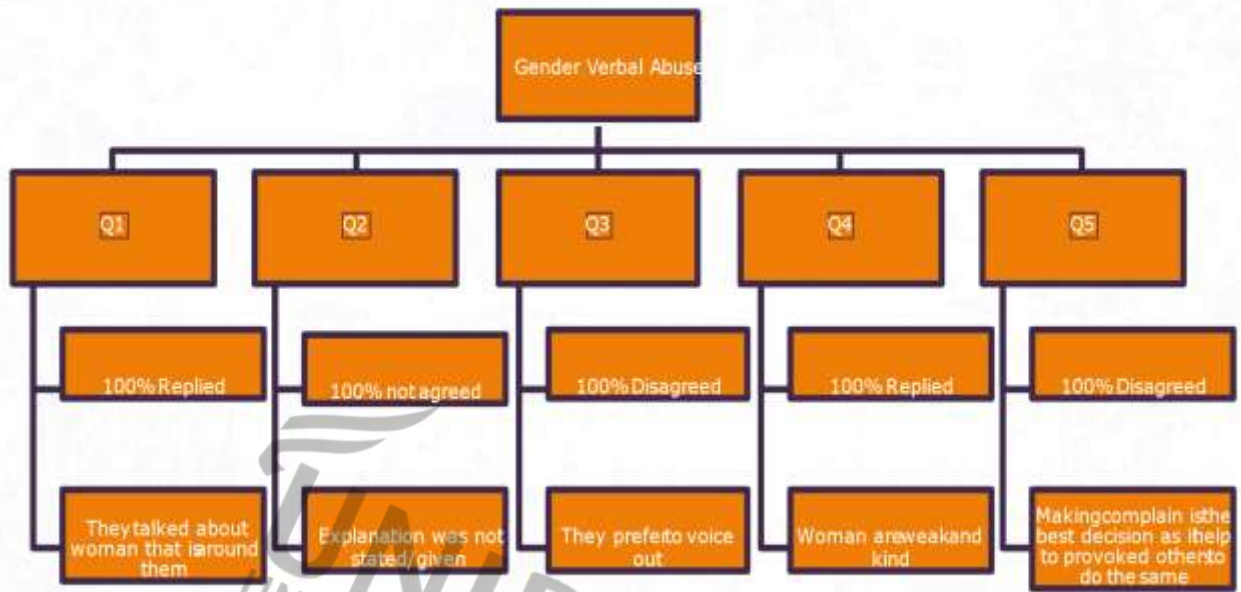 Gender Verbal Abuse
Q1
Q2
Q3
Q4
Q5
100% Replied
100% not agreed
100% Disagreed
100% Replied
100% Disagreed
They talked about
woman that is around
them
Explanation was not
stated/given
They prefer to voice
out
Woman are weak and
kind
Making complain is the
best decision as it help
to provoked others to
do the same